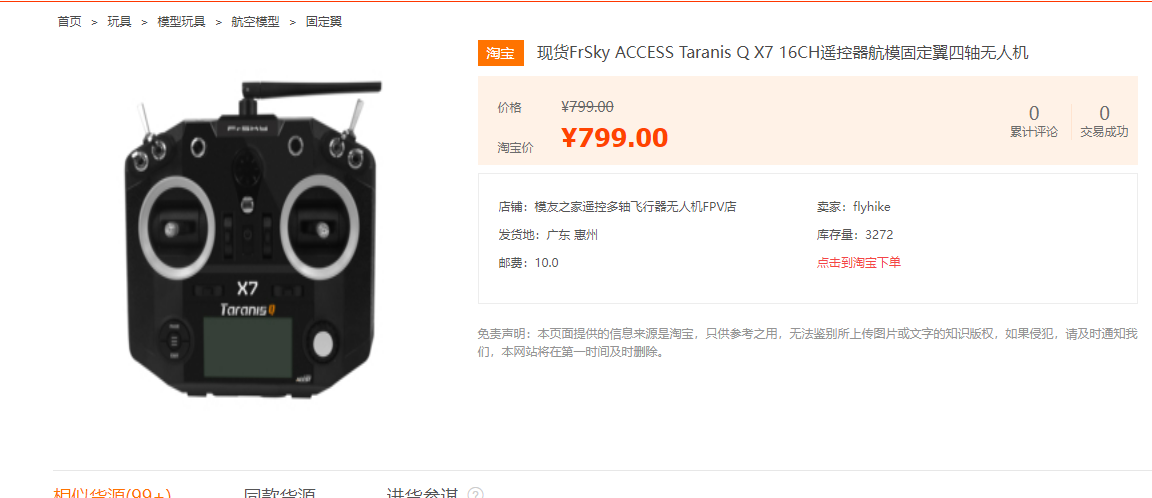 首页 > 玩具 > 模型玩具 > 航空模型 > 固定翼
淘宝 现货FrSky ACCESS Taranis Q X7 16CH遥控器航模固定翼四轴无人机
价格 ¥799.00
淘宝价 ¥799.00
0 累计评论
0 交易成功
店铺：模友之家遥控多轴飞行器无人机FPV店
卖家：flyhike
发货地：广东 惠州
库存量：3272
邮费：10.0
点击到淘宝下单
免责声明：本页面提供的信息来源是淘宝，只供参考之用，无法鉴别所上传图片或文字的知识版权，如果侵犯，请及时通知我
们，本网站将在第一时间及时删除。
FrSky
X7
Taranis Q
相似货源(99+) 同款货源 进货参谋 ?